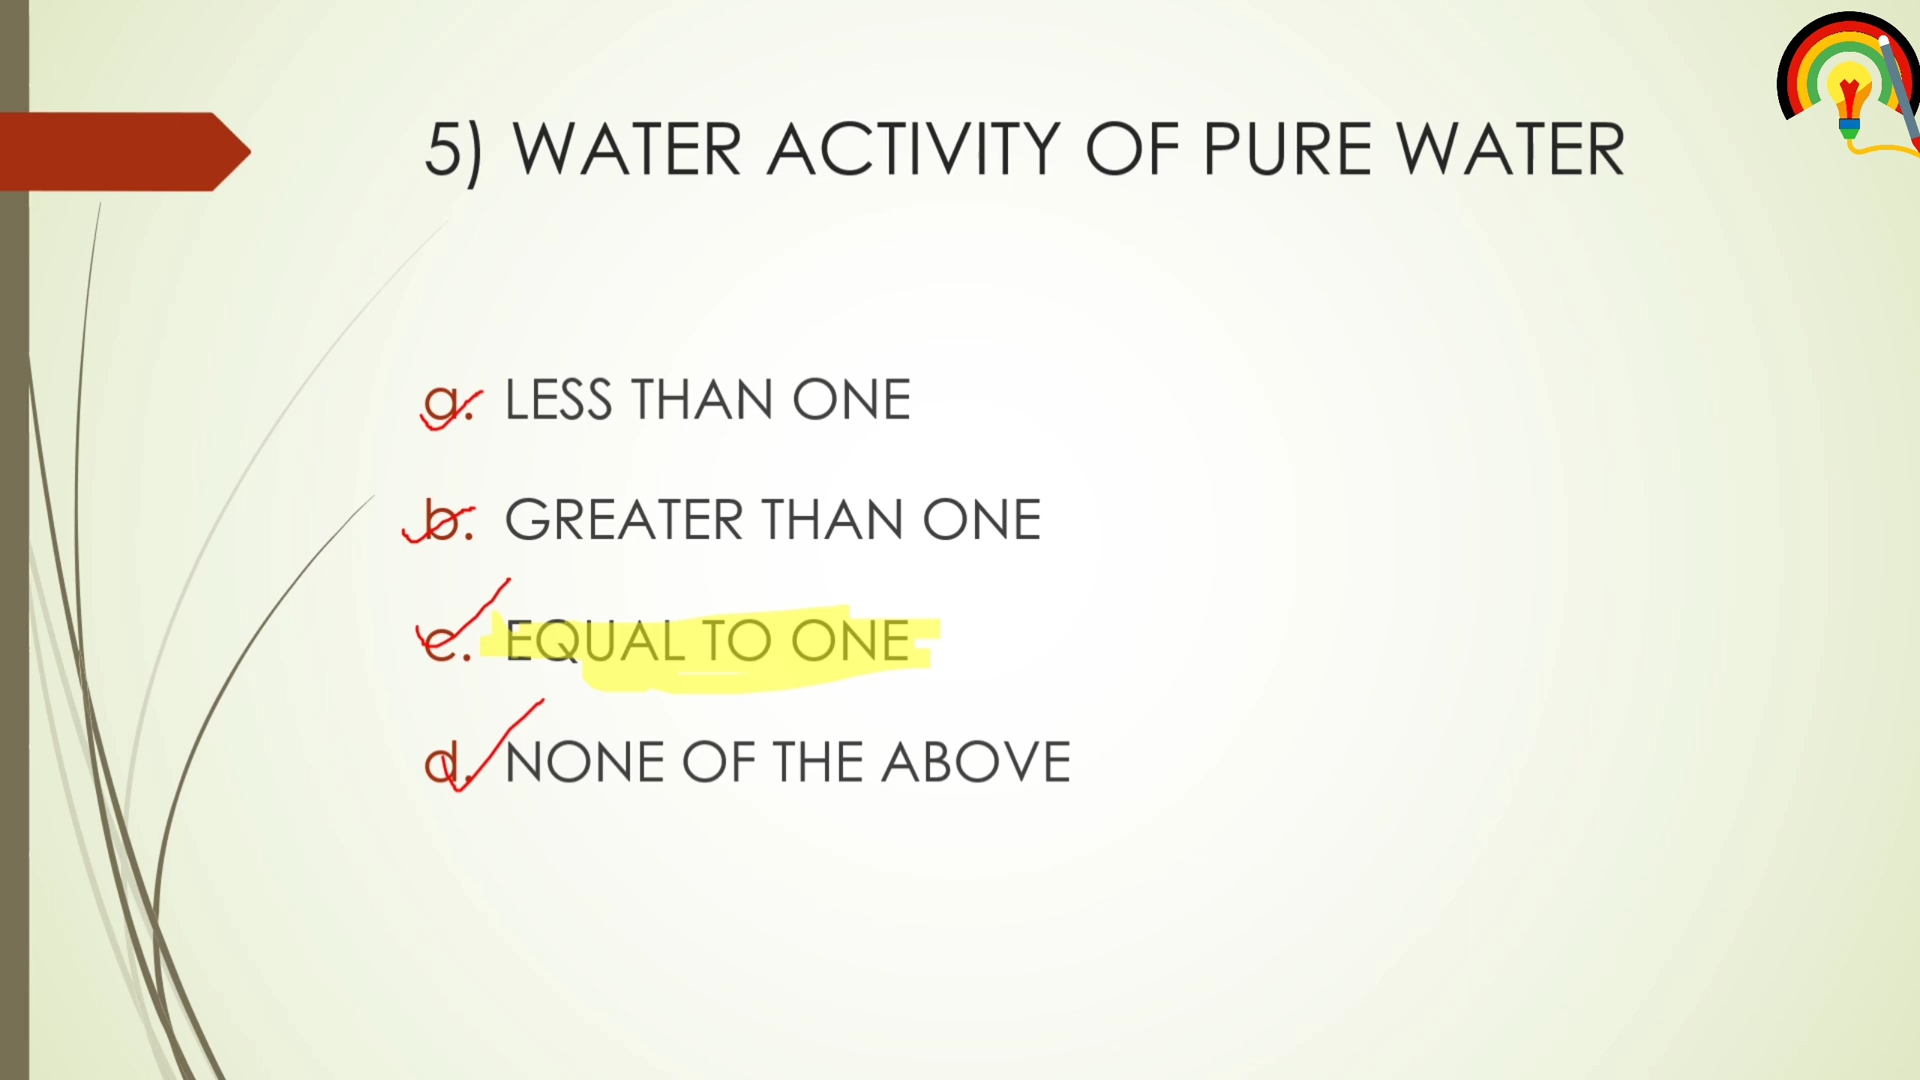 5) WATER ACTIVITY OF PURE WATER
a. LESS THAN ONE
b. GREATER THAN ONE
c. EQUAL TO ONE
d. NONE OF THE ABOVE